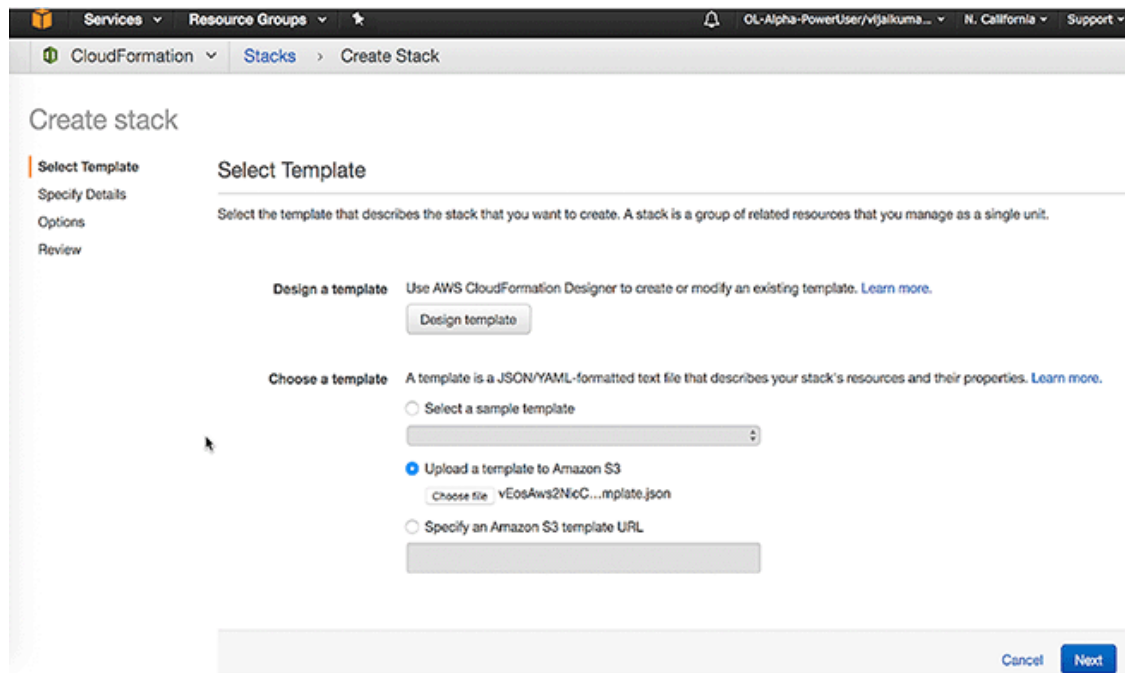 Services Resource Groups OL-Alpha-PowerUser/vijaikuma... N. California Support
CloudFormation Stacks › Create Stack
Create stack
Select Template
Specify Details
Options
Review
Select Template
Select the template that describes the stack that you want to create. A stack is a group of related resources that you manage as a single unit.
Design a template Use AWS CloudFormation Designer to create or modify an existing template. Learn more.
Design template
Choose a template A template is a JSON/YAML-formatted text file that describes your stack's resources and their properties. Learn more.
Select a sample template
Upload a template to Amazon S3
Choose file vEosAws2NicC...mplate.json
Specify an Amazon S3 template URL
Cancel Next